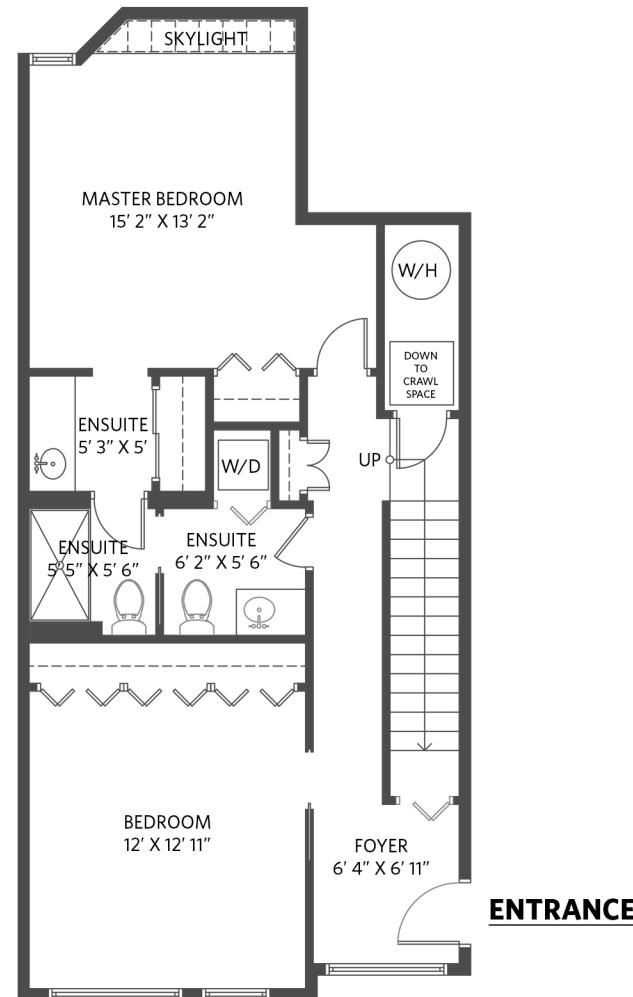 SKYLIGHT
MASTER BEDROOM
15' 2" X 13' 2"
W/H
DOWN
TO
CRAWL
SPACE
ENSUITE
5' 3" X 5'
W/D
UP
ENSUITE
6' 2" X 5' 6"
ENSUITE
5' 5" X 5' 6"
BEDROOM
12' X 12' 11"
FOYER
6' 4" X 6' 11"
ENTRANCE